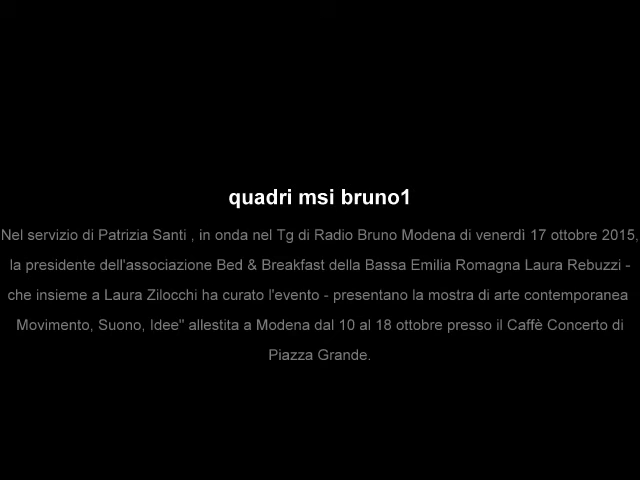 quadri msi bruno1
Nel servizio di Patrizia Santi , in onda nel Tg di Radio Bruno Modena di venerdì 17 ottobre 2015,
la presidente dell'associazione Bed & Breakfast della Bassa Emilia Romagna Laura Rebuzzi -
che insieme a Laura Zilocchi ha curato l'evento - presentano la mostra di arte contemporanea
Movimento, Suono, Idee" allestita a Modena dal 10 al 18 ottobre presso il Caffè Concerto di
Piazza Grande.